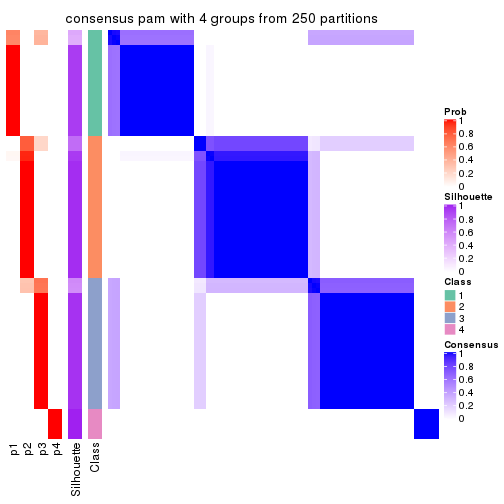 consensus pam with 4 groups from 250 partitions
Prob
1
0.8
0.6
0.4
0.2
0
Silhouette
1
0.8
0.6
0.4
0.2
0
Class
1
2
3
4
Consensus
1
0.8
0.6
0.4
0.2
0
p1
p2
p3
p4
Silhouette
Class